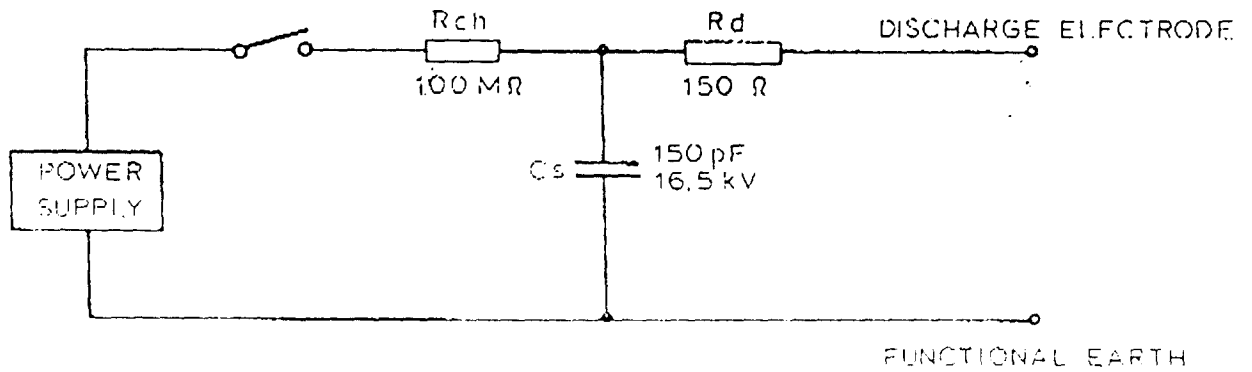 Rch
100 MΩ
Rd
150 Ω
DISCHARGE ELECTRODE
POWER
SUPPLY
Cs
150 pF
16,5 kV
FUNCTIONAL EARTH